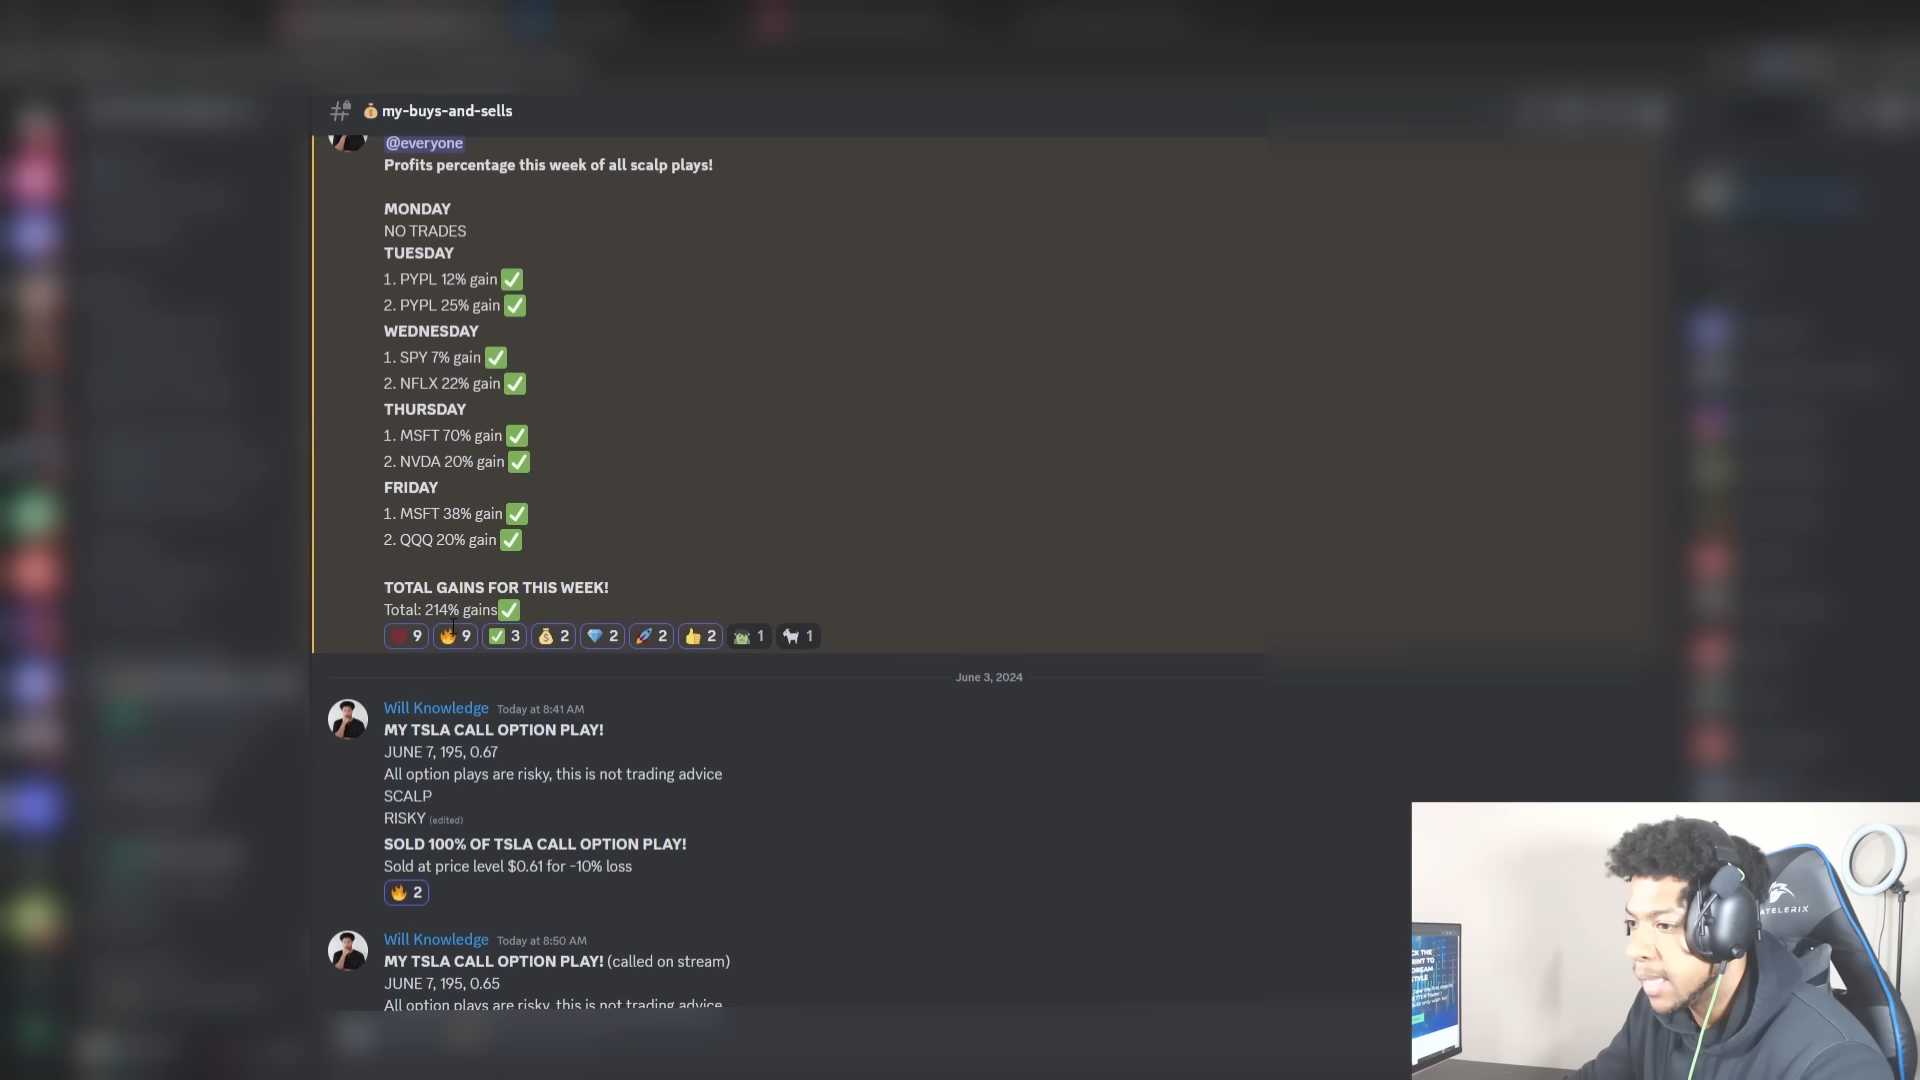 my-buys-and-sells
@everyone
Profits percentage this week of all scalp plays!
MONDAY
NO TRADES
TUESDAY
1. PYPL 12% gain ✅
2. PYPL 25% gain ✅
WEDNESDAY
1. SPY 7% gain ✅
2. NFLX 22% gain ✅
THURSDAY
1. MSFT 70% gain ✅
2. NVDA 20% gain ✅
FRIDAY
1. MSFT 38% gain ✅
2. QQQ 20% gain ✅
TOTAL GAINS FOR THIS WEEK!
Total: 214% gains✅
9 🔥 9 ✅ 3 💰 2 💎 2 🚀 2 👍 2 1 🐐 1
June 3, 2024
Will Knowledge Today at 8:41 AM
MY TSLA CALL OPTION PLAY!
JUNE 7, 195, 0.67
All option plays are risky, this is not trading advice
SCALP
RISKY (edited)
SOLD 100% OF TSLA CALL OPTION PLAY!
Sold at price level $0.61 for -10% loss
🔥 2
Will Knowledge Today at 8:50 AM
MY TSLA CALL OPTION PLAY! (called on stream)
JUNE 7, 195, 0.65
All option plays are risky, this is not trading advice
ATELERIX